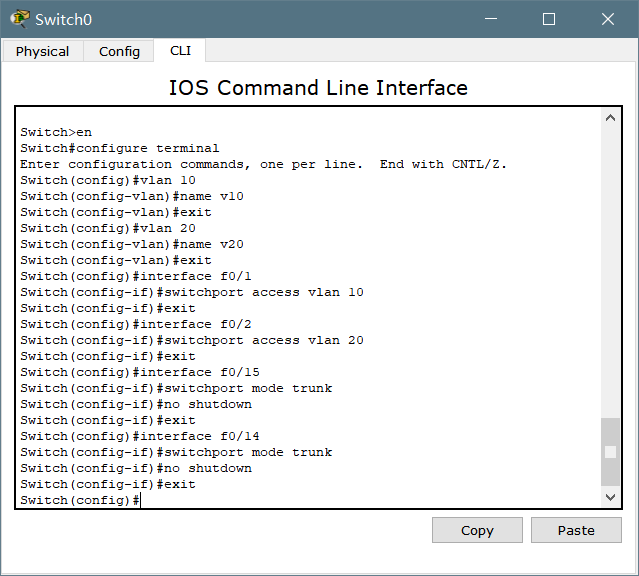 Switch0
Physical Config CLI
IOS Command Line Interface
Switch>en
Switch#configure terminal
Enter configuration commands, one per line.  End with CNTL/Z.
Switch(config)#vlan 10
Switch(config-vlan)#name v10
Switch(config-vlan)#exit
Switch(config)#vlan 20
Switch(config-vlan)#name v20
Switch(config-vlan)#exit
Switch(config)#interface f0/1
Switch(config-if)#switchport access vlan 10
Switch(config-if)#exit
Switch(config)#interface f0/2
Switch(config-if)#switchport access vlan 20
Switch(config-if)#exit
Switch(config)#interface f0/15
Switch(config-if)#switchport mode trunk
Switch(config-if)#no shutdown
Switch(config-if)#exit
Switch(config)#interface f0/14
Switch(config-if)#switchport mode trunk
Switch(config-if)#no shutdown
Switch(config-if)#exit
Switch(config)#
Copy Paste